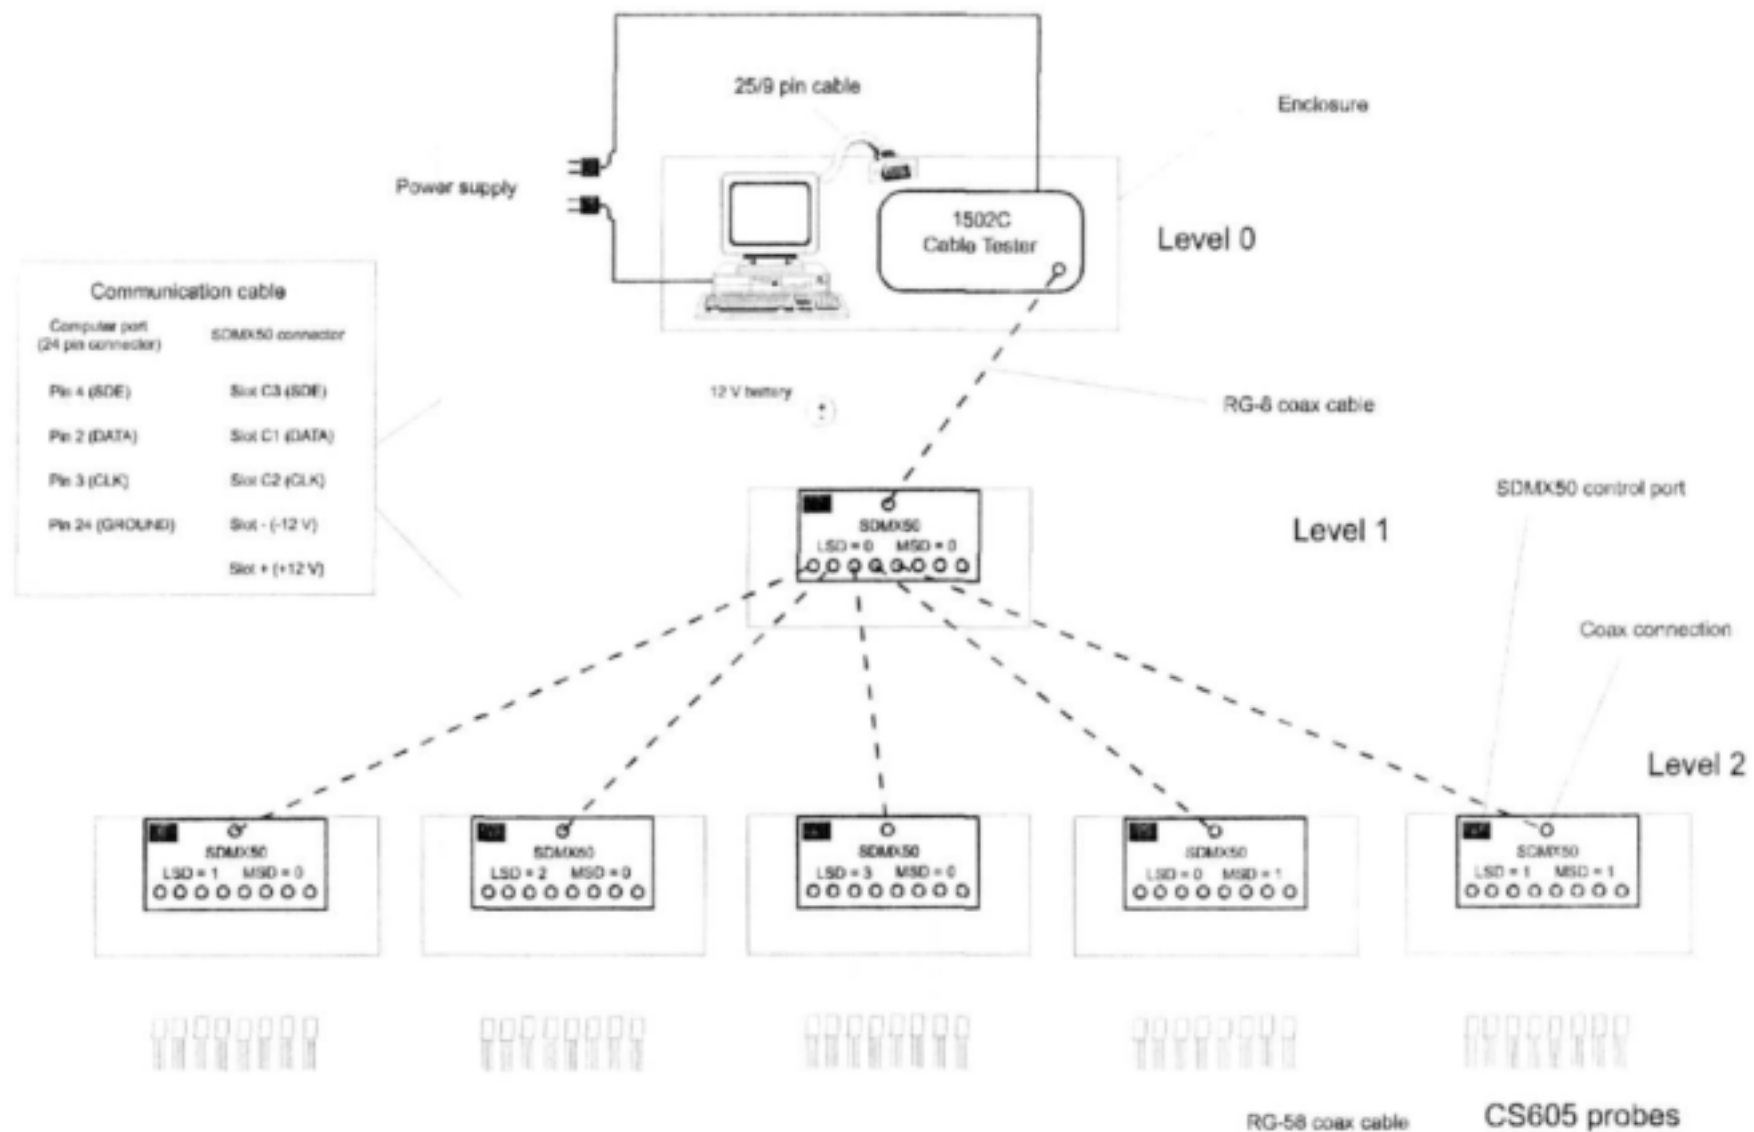 25/9 pin cable
Enclosure
Power supply
1502C
Cable Tester
Level 0
Communication cable
Computer port
(24 pin connector)
SDMX50 connector
Pin 4 (SDE)
Slot C3 (SDE)
Pin 2 (DATA)
Slot C1 (DATA)
Pin 3 (CLK)
Slot C2 (CLK)
Pin 24 (GROUND)
Slot - (-12 V)
Slot + (+12 V)
12 V battery
RG-8 coax cable
SDMX50 control port
SDMX50
LSD = 0 MSD = 0
Level 1
Coax connection
Level 2
SDMX50
LSD = 1 MSD = 0
SDMX50
LSD = 2 MSD = 0
SDMX50
LSD = 3 MSD = 0
SDMX50
LSD = 0 MSD = 1
SDMX50
LSD = 1 MSD = 1
RG-58 coax cable
CS605 probes